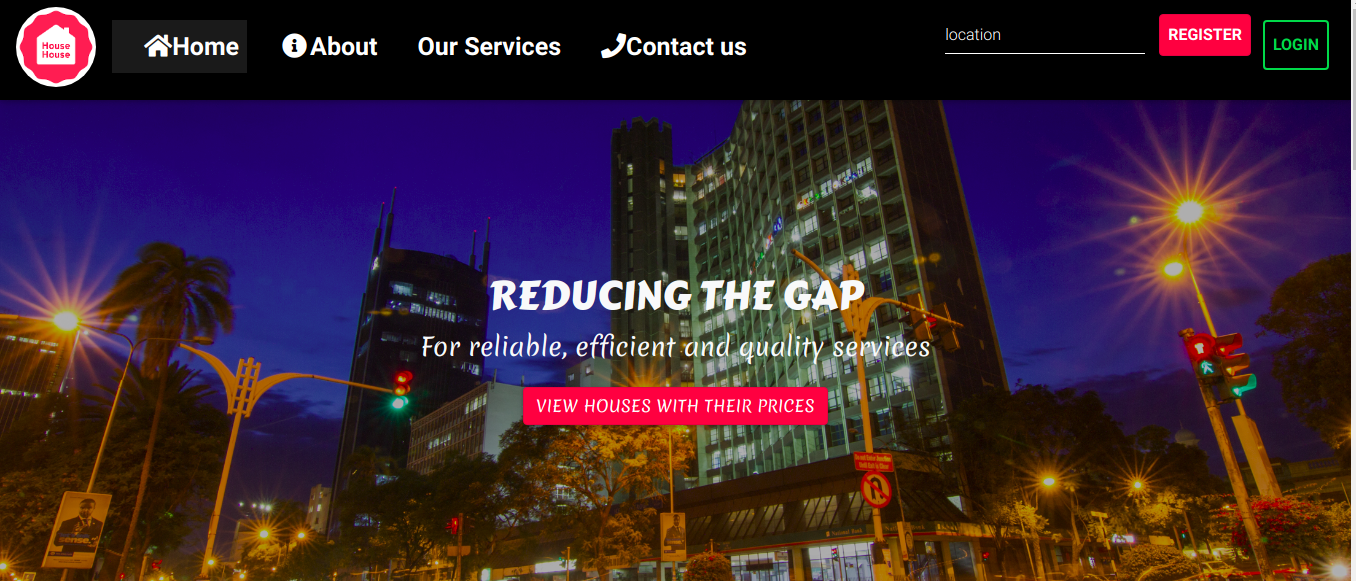 House
House
Home
About
Our Services
Contact us
location
REGISTER
LOGIN
REDUCING THE GAP
For reliable, efficient and quality services
VIEW HOUSES WITH THEIR PRICES